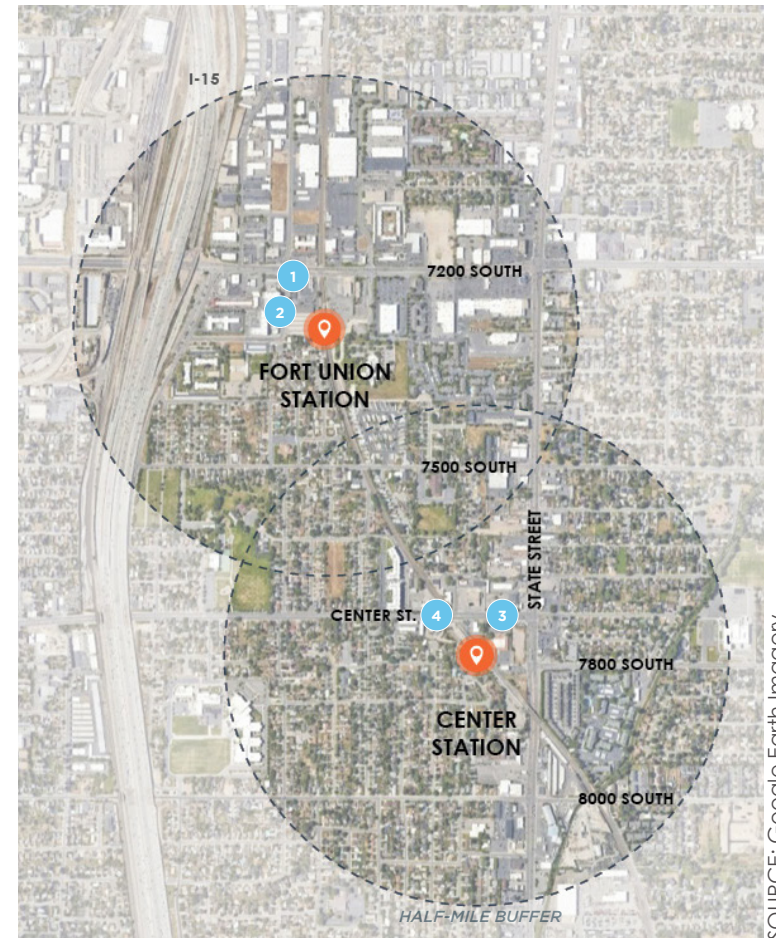 I-15
7200 SOUTH
1
2
FORT UNION
STATION
7500 SOUTH
STATE STREET
CENTER ST.
4
3
7800 SOUTH
CENTER
STATION
8000 SOUTH
HALF-MILE BUFFER
SOURCE: Google Earth Imagery